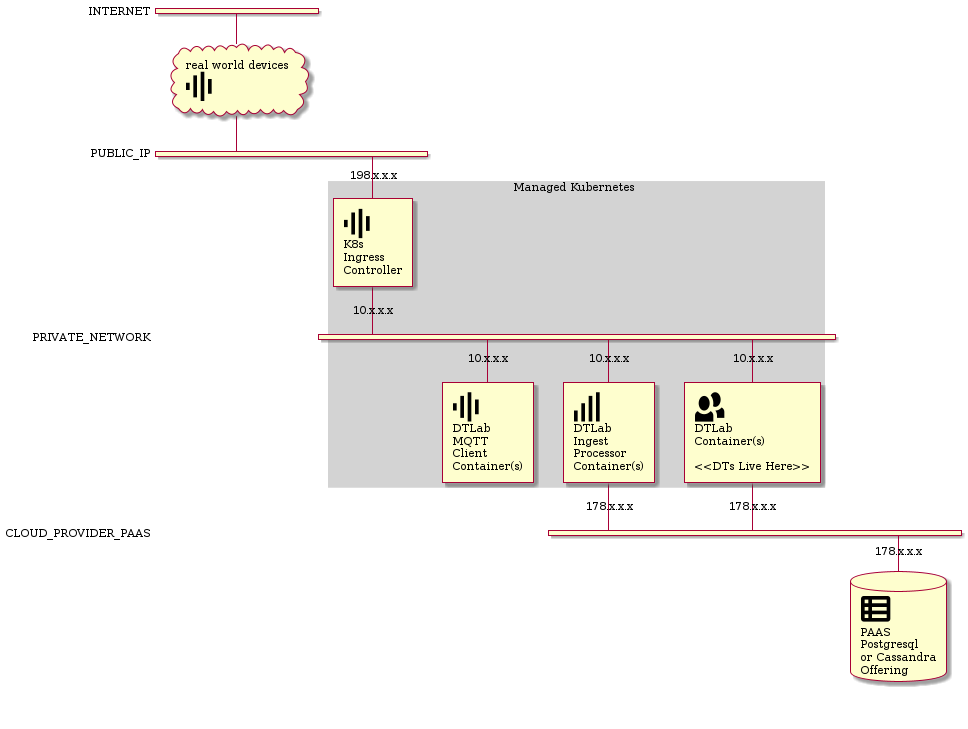 INTERNET
real world devices
PUBLIC_IP
198.x.x.x
Managed Kubernetes
K8s
Ingress
Controller
10.x.x.x
PRIVATE_NETWORK
10.x.x.x
10.x.x.x
10.x.x.x
DTLab
MQTT
Client
Container(s)
DTLab
Ingest
Processor
Container(s)
DTLab
Container(s)
<<DTs Live Here>>
178.x.x.x
178.x.x.x
CLOUD_PROVIDER_PAAS
178.x.x.x
PAAS
Postgresql
or Cassandra
Offering